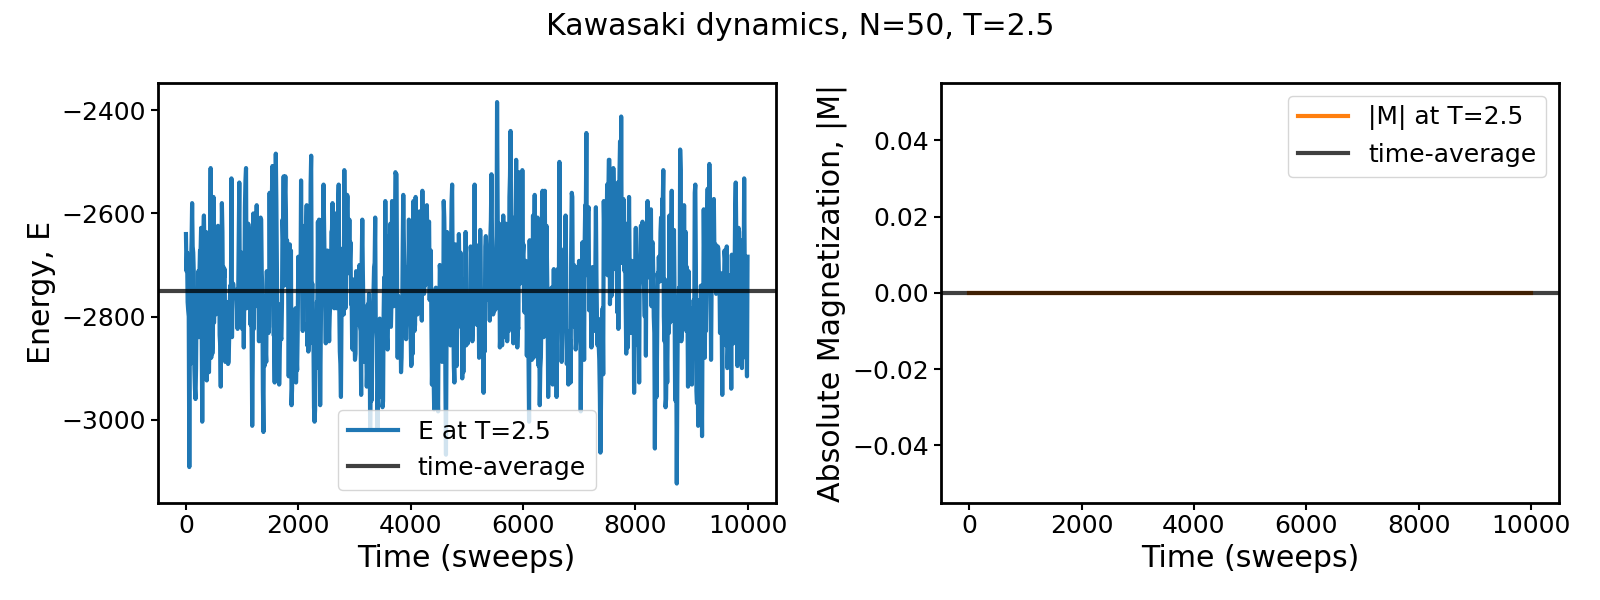 Kawasaki dynamics, N=50, T=2.5
Energy, E
−2400
−2600
−2800
−3000
E at T=2.5
time-average
0 2000 4000 6000 8000 10000
Time (sweeps)
Absolute Magnetization, |M|
0.04
0.02
0.00
−0.02
−0.04
|M| at T=2.5
time-average
0 2000 4000 6000 8000 10000
Time (sweeps)